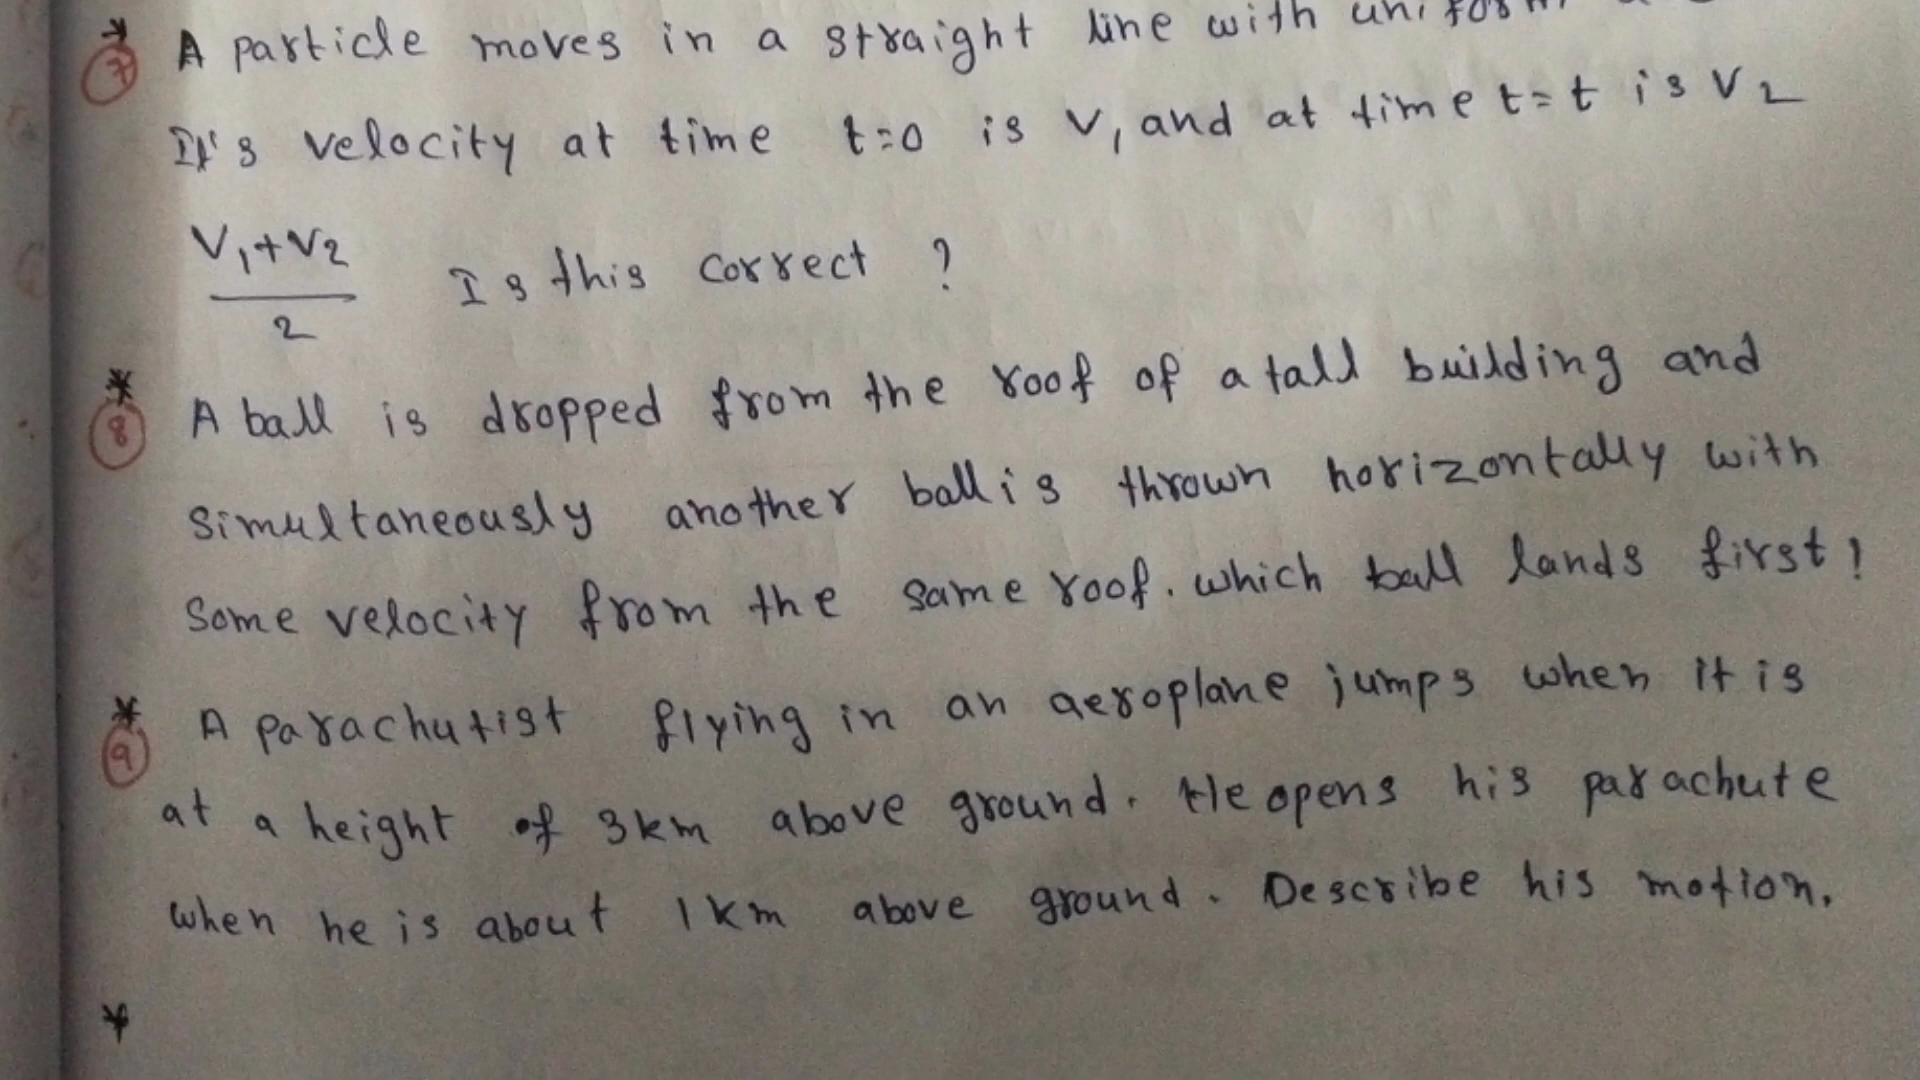 7 A particle moves in a straight line with
It's velocity at time t=0 is V1 and at time t=t is V2
V1+V2
2
Is this correct ?
8 A ball is dropped from the roof of a tall building and
simultaneously another ball is thrown horizontally with
Some velocity from the same roof. which ball lands first?
9 A parachutist flying in an aeroplane jumps when it is
at a height of 3km above ground. He opens his parachute
when he is about 1km above ground. Describe his motion.